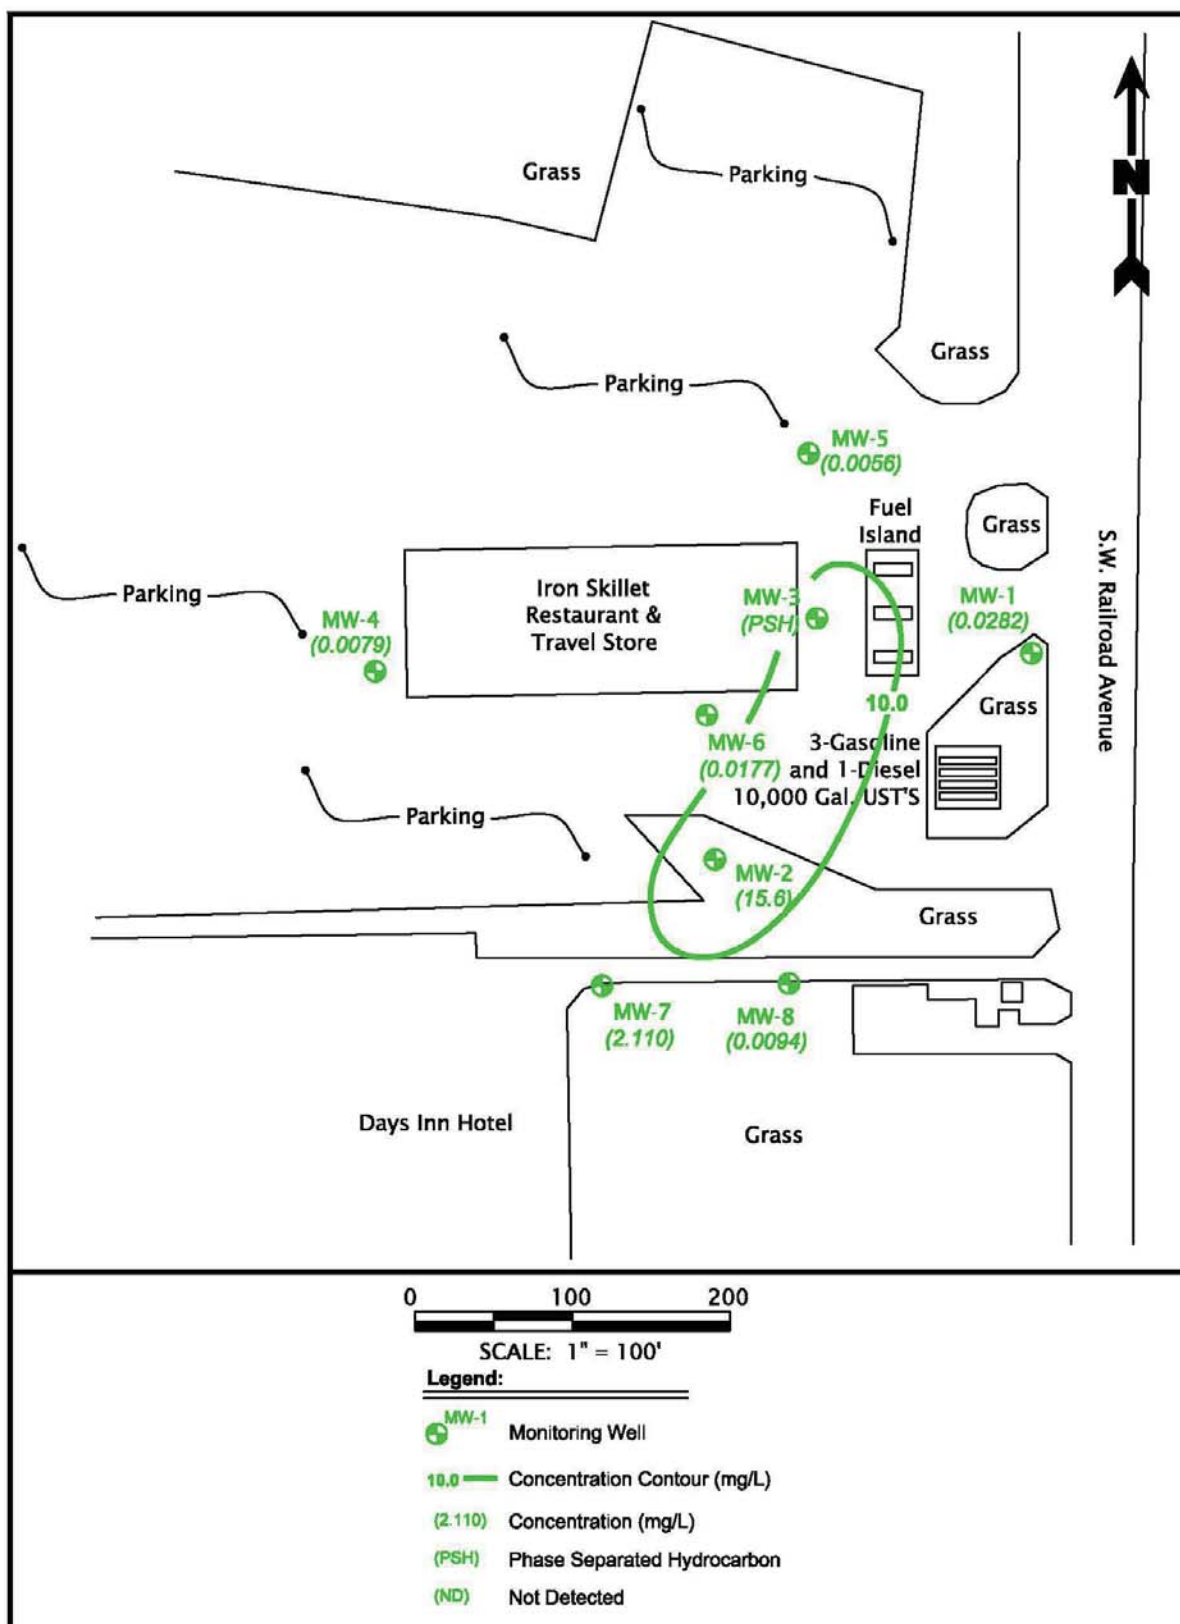 Grass
Parking
N
Grass
Parking
MW-5
(0.0056)
Fuel
Island
Grass
S.W. Railroad Avenue
Iron Skillet
Restaurant &
Travel Store
MW-3
(PSH)
MW-1
(0.0282)
Parking
MW-4
(0.0079)
10.0
Grass
MW-6
(0.0177)
3-Gasoline
and 1-Diesel
10,000 Gal. UST'S
Parking
MW-2
(15.6)
Grass
MW-7
(2.110)
MW-8
(0.0094)
Days Inn Hotel
Grass
0 100 200
SCALE: 1" = 100'
Legend:
MW-1 Monitoring Well
10.0 Concentration Contour (mg/L)
(2.110) Concentration (mg/L)
(PSH) Phase Separated Hydrocarbon
(ND) Not Detected